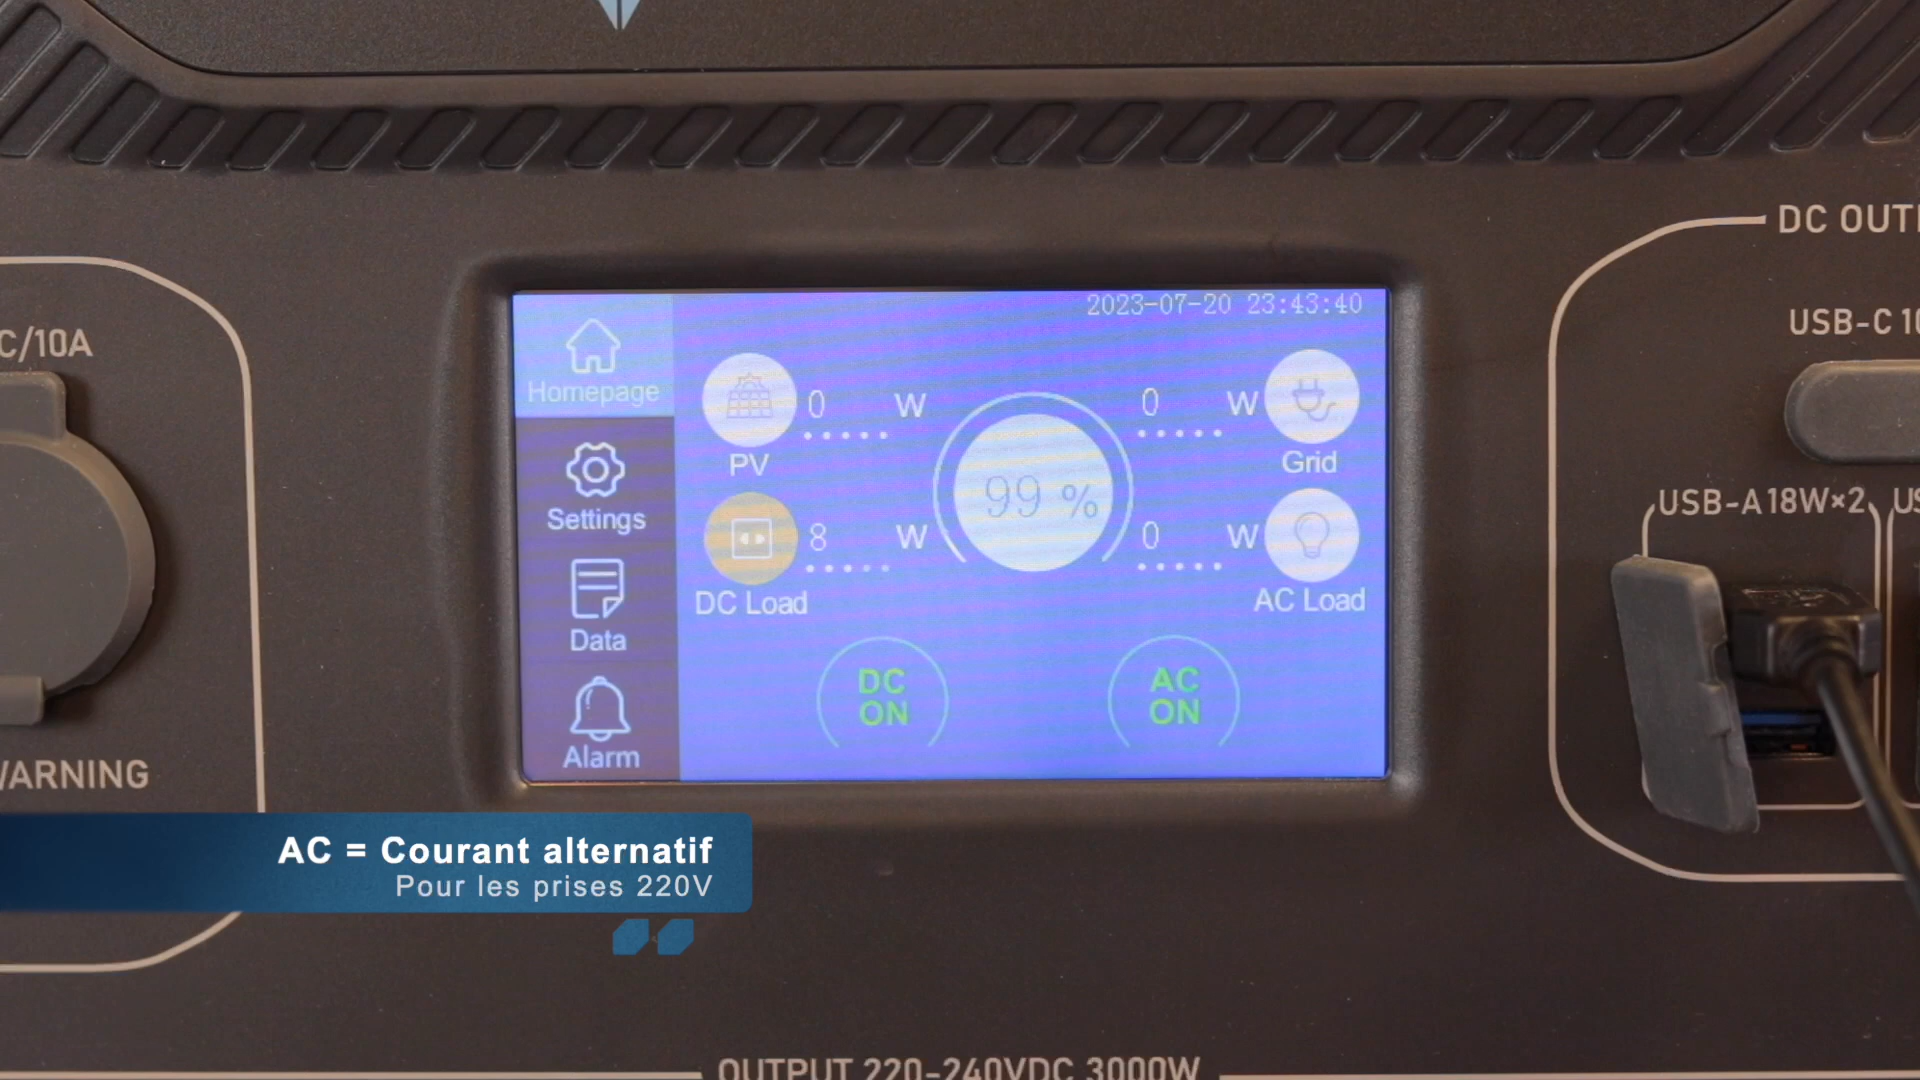 DC OUT
C/10A
USB-C 10
USB-A 18W×2
WARNING
2023-07-20 23:43:40
Homepage
Settings
Data
Alarm
PV
0 W
DC Load
8 W
99 %
0 W
Grid
0 W
AC Load
DC
ON
AC
ON
AC = Courant alternatif
Pour les prises 220V
OUTPUT 220-240VDC 3000W